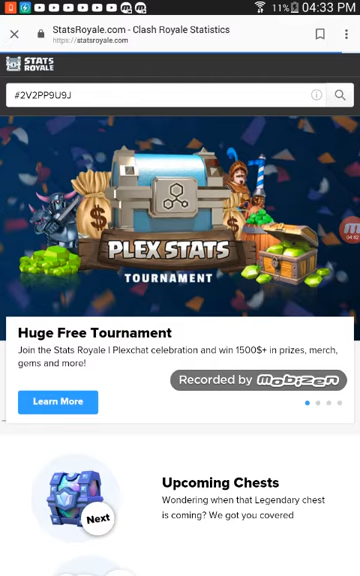 11% 04:33 PM
StatsRoyale.com - Clash Royale Statistics
https://statsroyale.com
STATS
ROYALE
#2V2PP9U9J
PLEX STATS
TOURNAMENT
Huge Free Tournament
Join the Stats Royale | Plexchat celebration and win 1500$+ in prizes, merch,
gems and more!
Recorded by mobizen
Learn More
Upcoming Chests
Wondering when that Legendary chest
is coming? We got you covered
Next